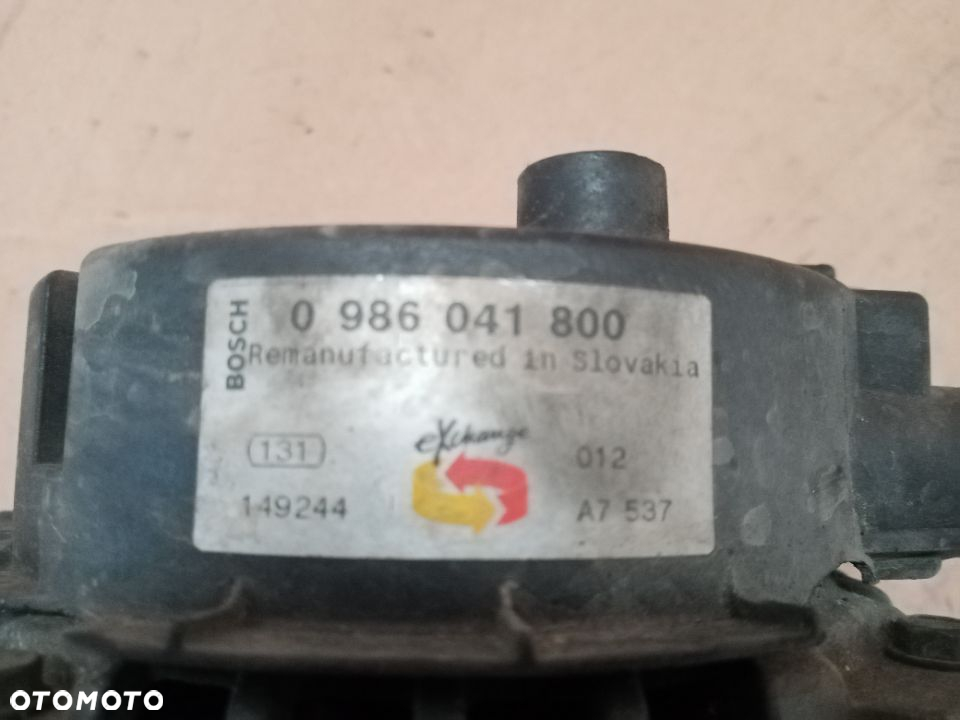 BOSCH
0 986 041 800
Remanufactured in Slovakia
eXchange
131
012
149244
A7 537
OTOMOTO